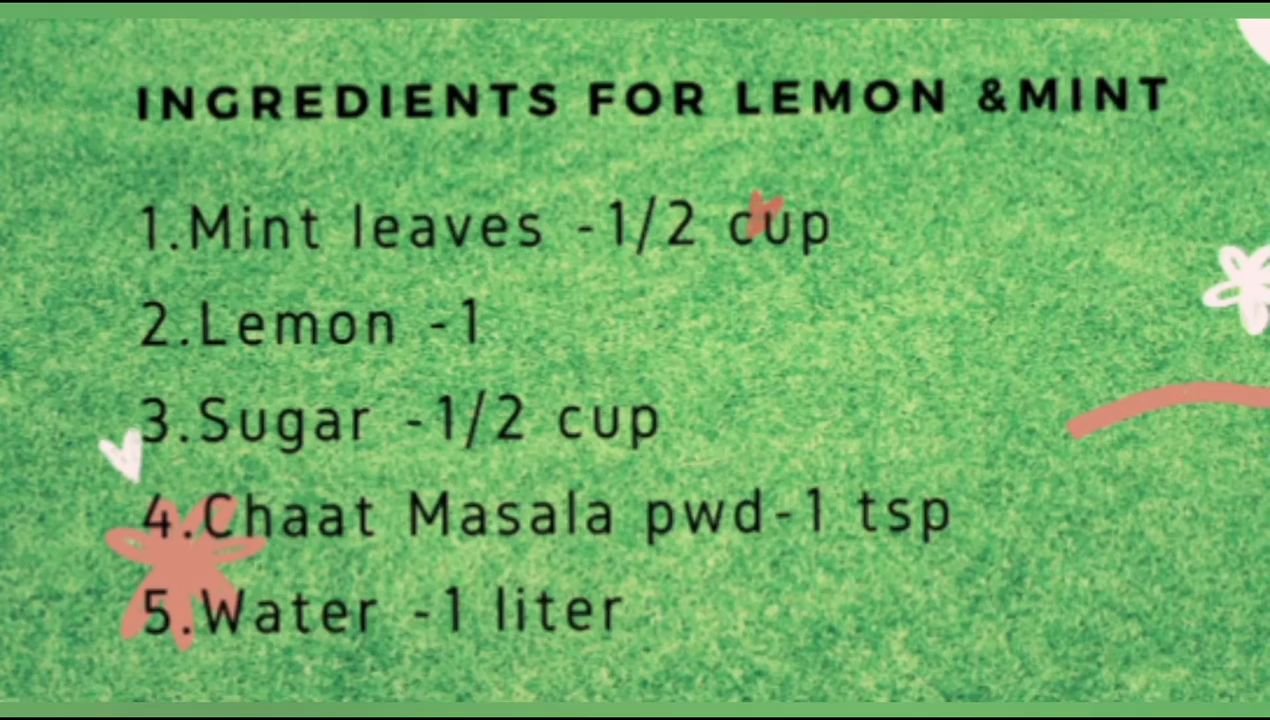 INGREDIENTS FOR LEMON &MINT
1.Mint leaves -1/2 cup
2.Lemon -1
3.Sugar -1/2 cup
4.Chaat Masala pwd-1 tsp
5.Water -1 liter